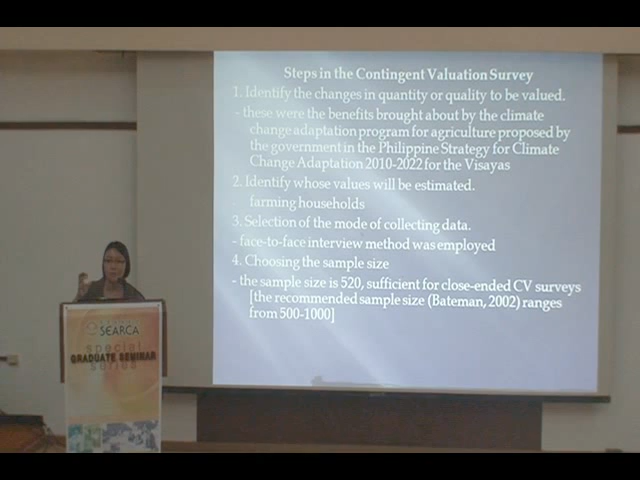 Steps in the Contingent Valuation Survey
1. Identify the changes in quantity or quality to be valued.
- these were the benefits brought about by the climate
change adaptation program for agriculture proposed by
the government in the Philippine Strategy for Climate
Change Adaptation 2010-2022 for the Visayas
2. Identify whose values will be estimated.
farming households
3. Selection of the mode of collecting data.
- face-to-face interview method was employed
4. Choosing the sample size
- the sample size is 520, sufficient for close-ended CV surveys
[the recommended sample size (Bateman, 2002) ranges
from 500-1000]
SEARCA
special
GRADUATE SEMINAR
series